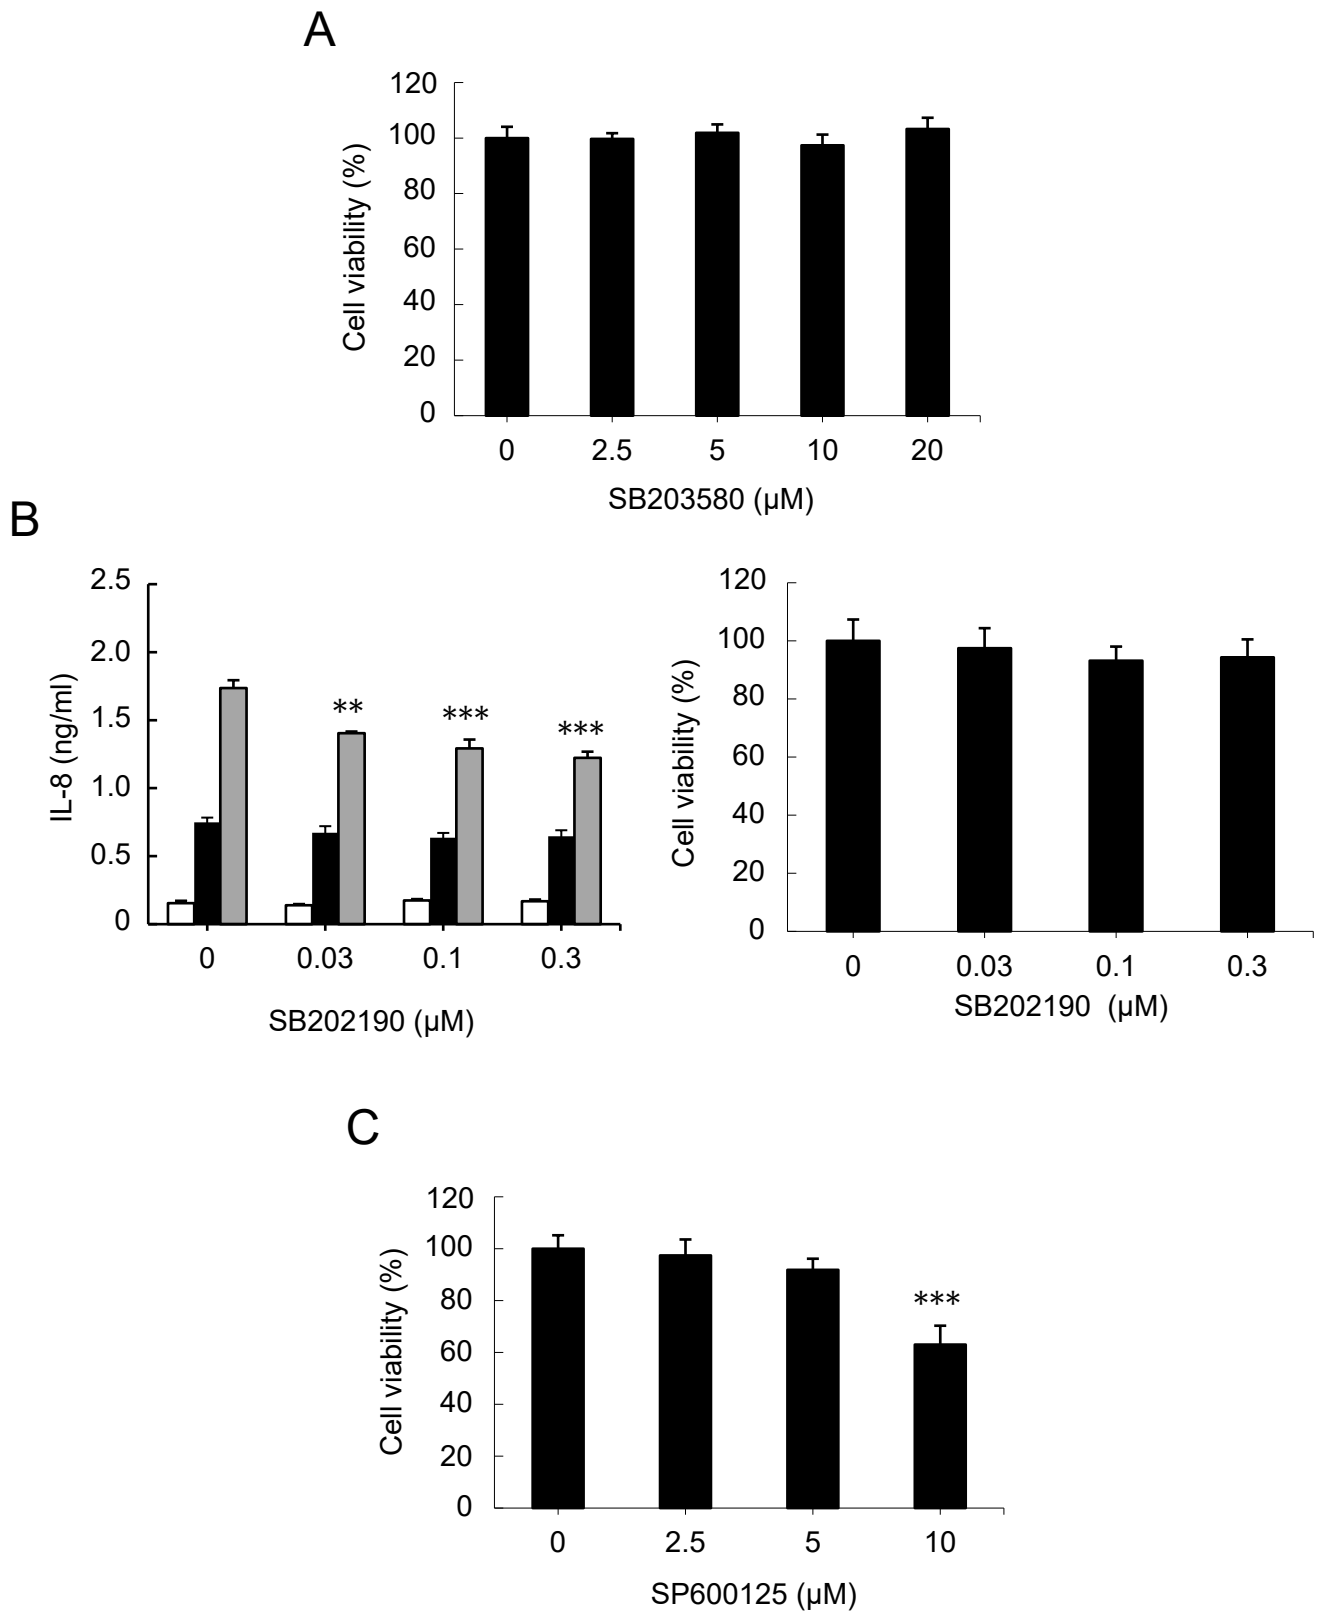 A
120
100
80
60
40
20
0
Cell viability (%)
0 2.5 5 10 20
SB203580 (µM)
B
2.5
2.0
1.5
1.0
0.5
0
IL-8 (ng/ml)
** *** ***
0 0.03 0.1 0.3
SB202190 (µM)
120
100
80
60
40
20
0
Cell viability (%)
0 0.03 0.1 0.3
SB202190 (µM)
C
120
100
80
60
40
20
0
Cell viability (%)
***
0 2.5 5 10
SP600125 (µM)